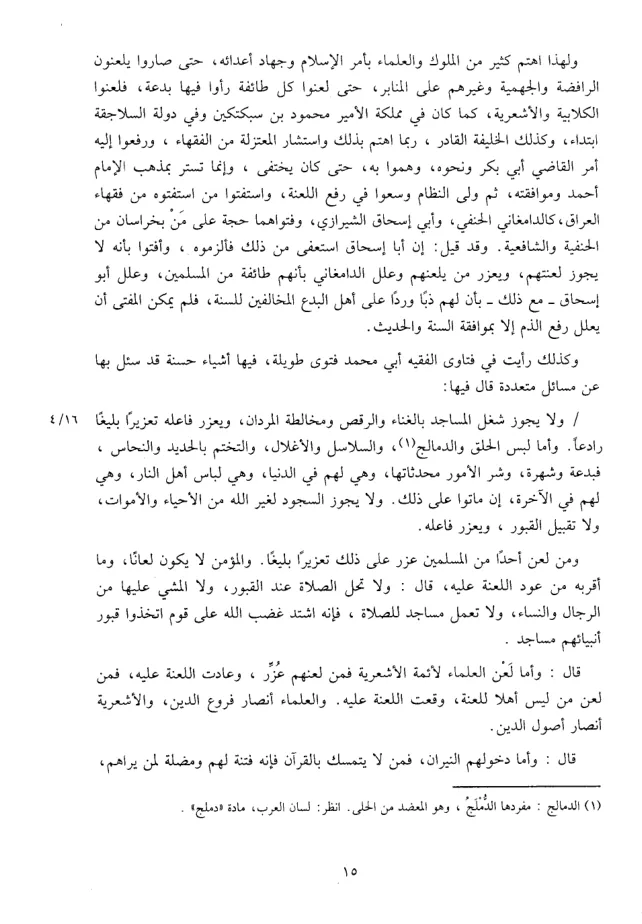 ولهذا اهتم كثير من الملوك والعلماء بأمر الإسلام وجهاد أعدائه، حتى صاروا يلعنون
الرافضة والجهمية وغيرهم على المنابر، حتى لعنوا كل طائفة رأوا فيها بدعة، فلعنوا
الكلابية والأشعرية، كما كان في مملكة الأمير محمود بن سبكتكين وفي دولة السلاجقة
ابتداء، وكذلك الخليفة القادر ، ربما اهتم بذلك واستشار المعتزلة من الفقهاء ، ورفعوا إليه
أمر القاضي أبي بكر ونحوه، وهموا به، حتى كان يختفى ، وإنما تستر بمذهب الإمام
أحمد وموافقته، ثم ولى النظام وسعوا في رفع اللعنة، واستفتوا من استفتوه من فقهاء
العراق، كالدامغاني الحنفي، وأبي إسحاق الشيرازي، وفتواهما حجة على مَنْ بخراسان من
الحنفية والشافعية. وقد قيل: إن أبا إسحاق استعفى من ذلك فألزموه ، وأفتوا بأنه لا
يجوز لعنتهم، ويعزر من يلعنهم وعلل الدامغاني بأنهم طائفة من المسلمين، وعلل أبو
إسحاق ـ مع ذلك ـ بأن لهم ذبًا وردًا على أهل البدع المخالفين للسنة، فلم يمكن المفتى أن
يعلل رفع الذم إلا بموافقة السنة والحديث.
وكذلك رأيت في فتاوى الفقيه أبي محمد فتوى طويلة، فيها أشياء حسنة قد سئل بها
عن مسائل متعددة قال فيها:
/ ولا يجوز شغل المساجد بالغناء والرقص ومخالطة المردان، ويعزر فاعله تعزيرًا بليغًا ٤/١٦
رادعاً. وأما لبس الحلق والدمالج(١)، والسلاسل والأغلال، والتختم بالحديد والنحاس ،
فبدعة وشهرة، وشر الأمور محدثاتها، وهي لهم في الدنيا، وهي لباس أهل النار، وهي
لهم في الآخرة، إن ماتوا على ذلك. ولا يجوز السجود لغير الله من الأحياء والأموات،
ولا تقبيل القبور ، ويعزر فاعله.
ومن لعن أحدًا من المسلمين عزر على ذلك تعزيرًا بليغًا. والمؤمن لا يكون لعانًا، وما
أقربه من عود اللعنة عليه، قال : ولا تحل الصلاة عند القبور، ولا المشي عليها من
الرجال والنساء، ولا تعمل مساجد للصلاة ، فإنه اشتد غضب الله على قوم اتخذوا قبور
أنبيائهم مساجد .
قال : وأما لَعْن العلماء لأئمة الأشعرية فمن لعنهم عُزِّر ، وعادت اللعنة عليه، فمن
لعن من ليس أهلا للعنة، وقعت اللعنة عليه. والعلماء أنصار فروع الدين، والأشعرية
أنصار أصول الدين.
قال : وأما دخولهم النيران، فمن لا يتمسك بالقرآن فإنه فتنة لهم ومضلة لمن يراهم،
(١) الدمالج : مفردها الدُّمْلَجُ ، وهو المعضد من الحلى. انظر: لسان العرب، مادة «دملج» .
١٥